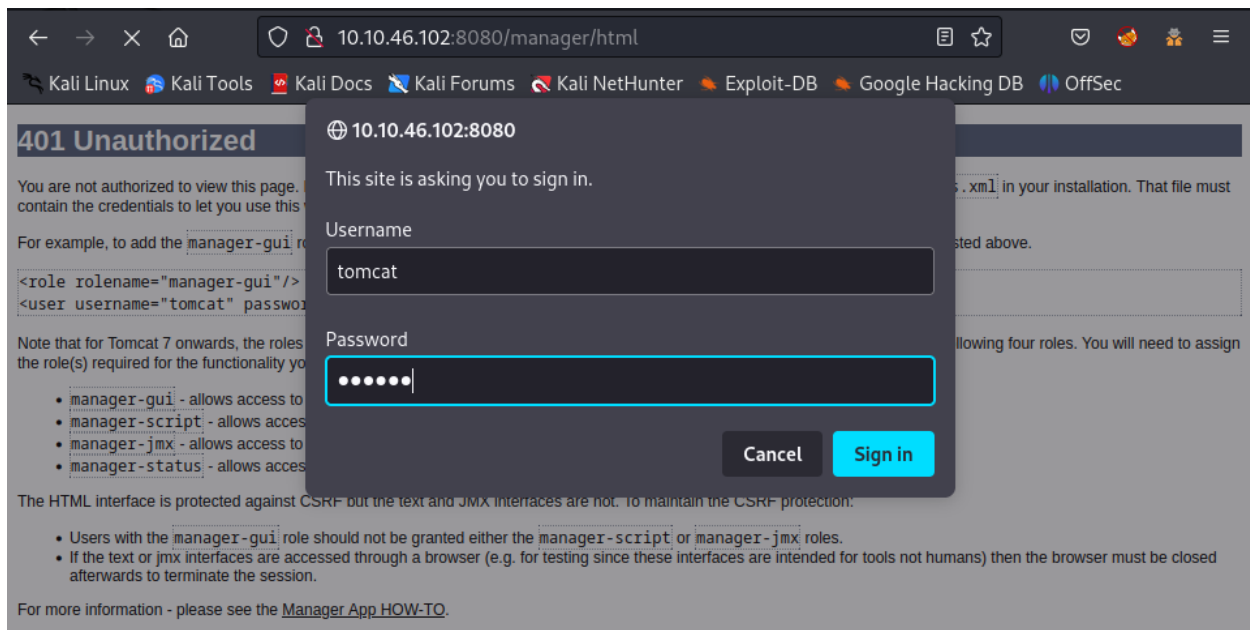 10.10.46.102:8080/manager/html
Kali Linux Kali Tools Kali Docs Kali Forums Kali NetHunter Exploit-DB Google Hacking DB OffSec
401 Unauthorized
10.10.46.102:8080
This site is asking you to sign in.
Username
tomcat
Password
Cancel Sign in
You are not authorized to view this page. .xml in your installation. That file must
contain the credentials to let you use this
For example, to add the manager-gui sted above.
<role rolename="manager-gui"/>
<user username="tomcat" passwor
Note that for Tomcat 7 onwards, the roles llowing four roles. You will need to assign
the role(s) required for the functionality yo
• manager-gui - allows access to
• manager-script - allows acces
• manager-jmx - allows access to
• manager-status - allows acces
The HTML interface is protected against CSRF but the text and JMX interfaces are not. To maintain the CSRF protection:
• Users with the manager-gui role should not be granted either the manager-script or manager-jmx roles.
• If the text or jmx interfaces are accessed through a browser (e.g. for testing since these interfaces are intended for tools not humans) then the browser must be closed
afterwards to terminate the session.
For more information - please see the Manager App HOW-TO.